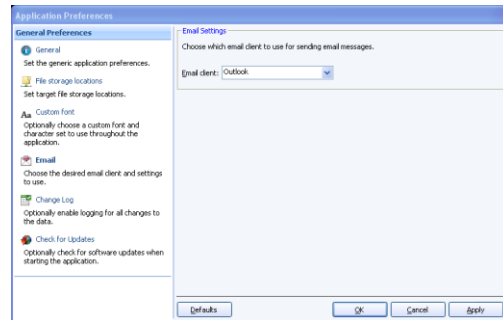 Application Preferences
General Preferences
General
Set the generic application preferences.
File storage locations
Set target file storage locations.
Aa Custom font
Optionally choose a custom font and
character set to use throughout the
application.
Email
Choose the desired email client and settings
to use.
Change Log
Optionally enable logging for all changes to
the data.
Check for Updates
Optionally check for software updates when
starting the application.
Email Settings
Choose which email client to use for sending email messages.
Email client: Outlook
Defaults
OK
Cancel
Apply